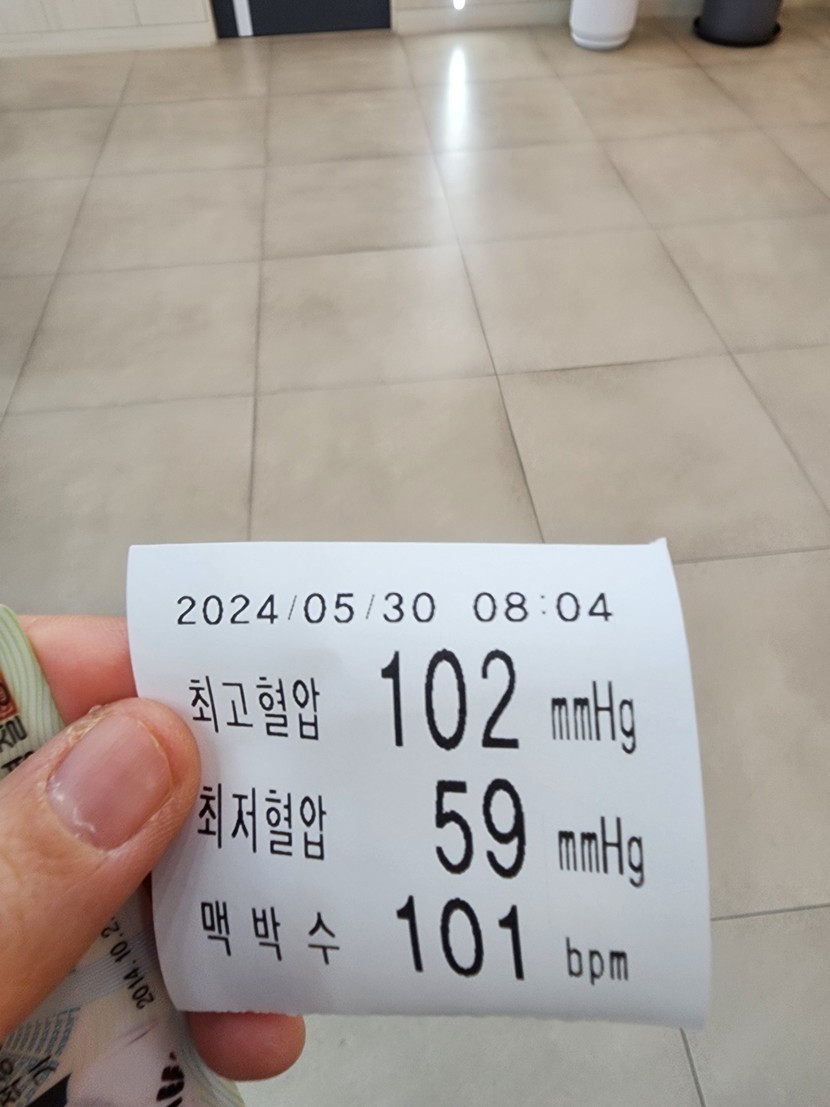 2024/05/30 08:04
최고혈압 102 mmHg
최저혈압 59 mmHg
맥박수 101 bpm